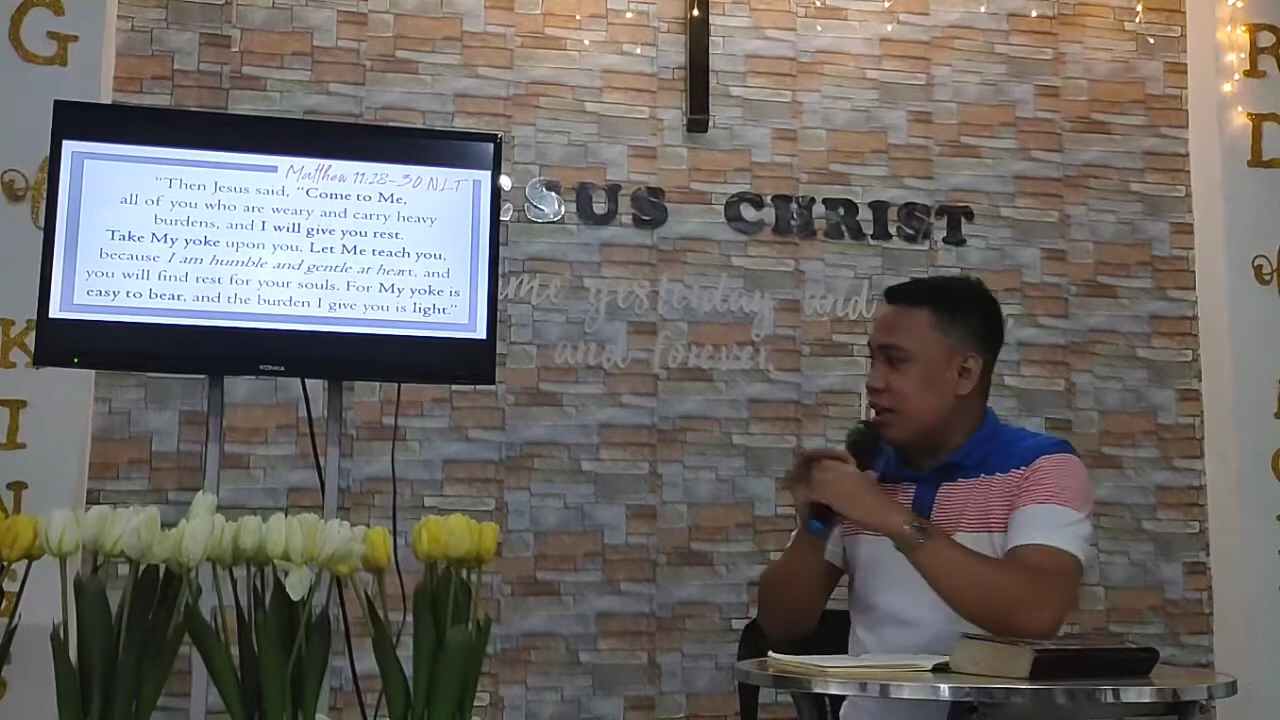 G
of
K
I
Matthew 11:28-30 NLT
"Then Jesus said, "Come to Me,
all of you who are weary and carry heavy
burdens, and I will give you rest.
Take My yoke upon you. Let Me teach you,
because I am humble and gentle at heart, and
you will find rest for your souls. For My yoke is
easy to bear, and the burden I give you is light."
KONKA
SUS CHRIST
yesterday and
and forever
R
D
of